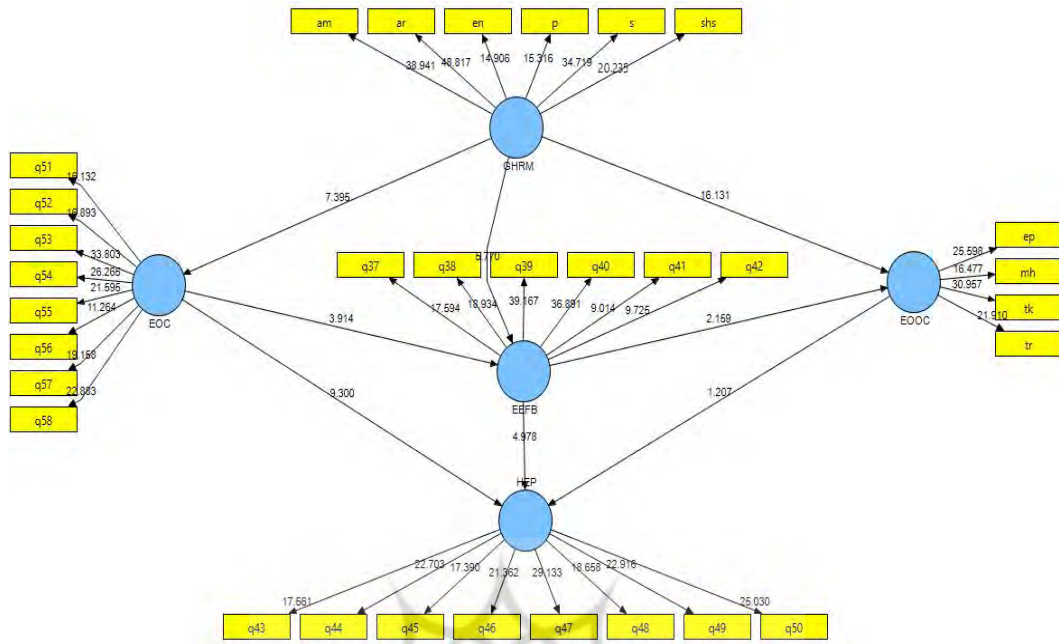 am ar en p s shs
38.941 48.817 14.906 15.316 34.719 20.235
GHRM
q51
16.132
q52
16.893
q53
33.803
q54
26.266
21.595
q55
11.264
q56
19.158
q57
22.883
q58
EOC
7.395
16.131
5.770
q37 q38 q39 q40 q41 q42
17.594 18.934 39.167 36.891 9.014 9.725
3.914
2.169
EEFB
ep
25.598
mh
16.477
30.957
tk
21.910
tr
EOOC
9.300
4.978
1.207
HEP
17.561 22.703 17.390 21.362 29.133 18.658 22.916 25.030
q43 q44 q45 q46 q47 q48 q49 q50